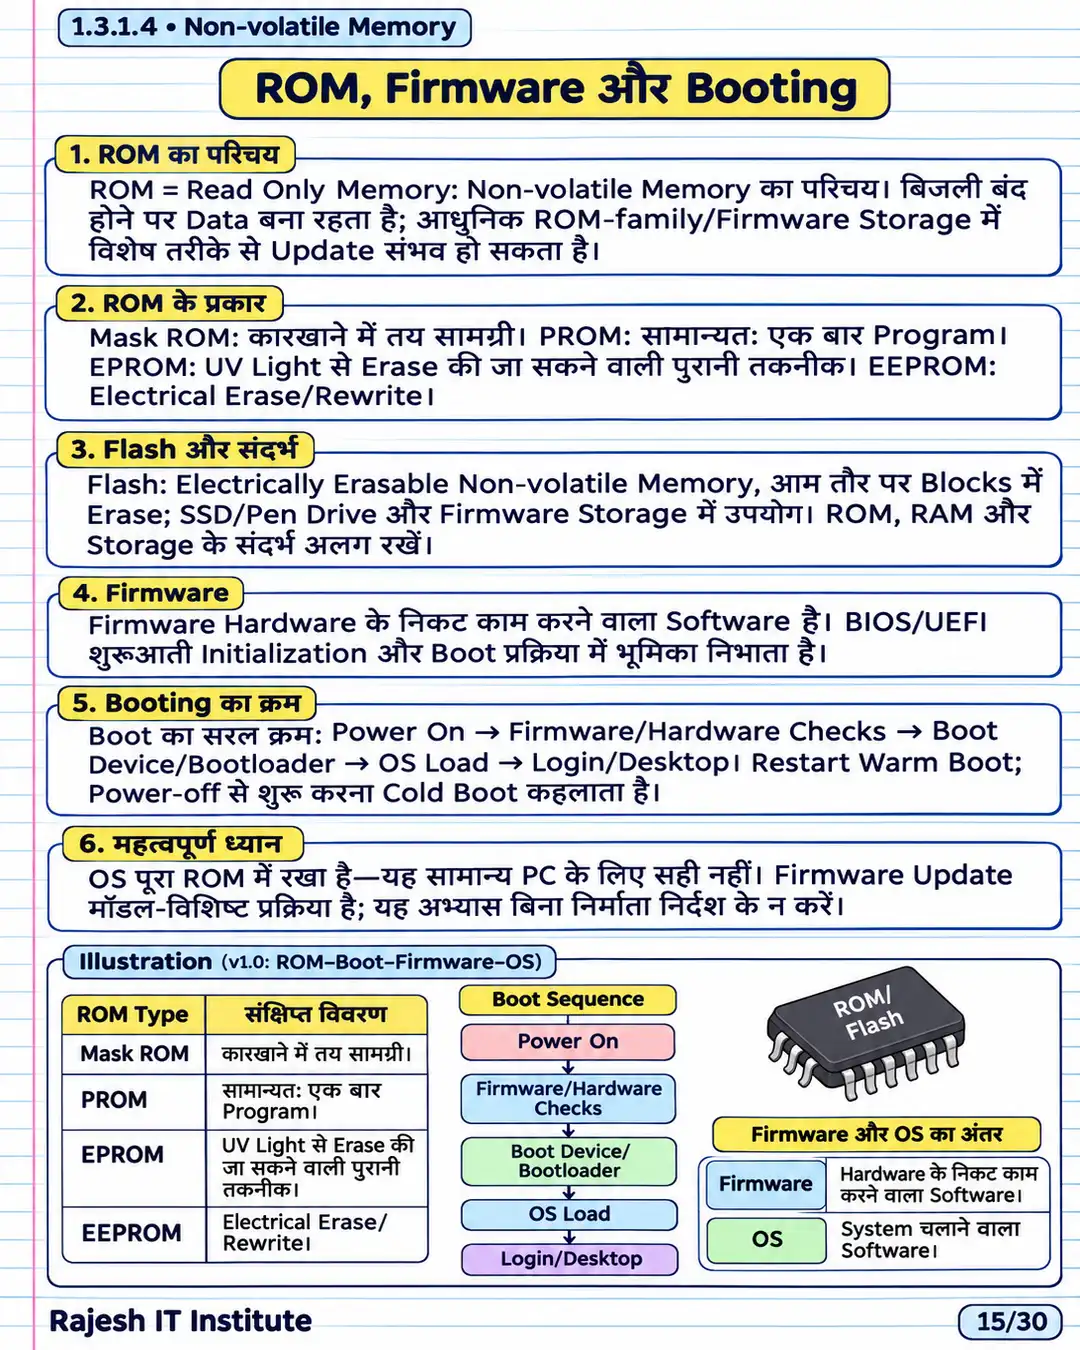 1.3.1.4 • Non-volatile Memory
ROM, Firmware और Booting
1. ROM का परिचय
ROM = Read Only Memory: Non-volatile Memory का परिचय। बिजली बंद
होने पर Data बना रहता है; आधुनिक ROM-family/Firmware Storage में
विशेष तरीके से Update संभव हो सकता है।
2. ROM के प्रकार
Mask ROM: कारखाने में तय सामग्री। PROM: सामान्यतः एक बार Program।
EPROM: UV Light से Erase की जा सकने वाली पुरानी तकनीक। EEPROM:
Electrical Erase/Rewrite।
3. Flash और संदर्भ
Flash: Electrically Erasable Non-volatile Memory, आम तौर पर Blocks में
Erase; SSD/Pen Drive और Firmware Storage में उपयोग। ROM, RAM और
Storage के संदर्भ अलग रखें।
4. Firmware
Firmware Hardware के निकट काम करने वाला Software है। BIOS/UEFI
शुरूआती Initialization और Boot प्रक्रिया में भूमिका निभाता है।
5. Booting का क्रम
Boot का सरल क्रम: Power On → Firmware/Hardware Checks → Boot
Device/Bootloader → OS Load → Login/Desktop। Restart Warm Boot;
Power-off से शुरू करना Cold Boot कहलाता है।
6. महत्वपूर्ण ध्यान
OS पूरा ROM में रखा है—यह सामान्य PC के लिए सही नहीं। Firmware Update
मॉडल-विशिष्ट प्रक्रिया है; यह अभ्यास बिना निर्माता निर्देश के न करें।
Illustration (v1.0: ROM-Boot-Firmware-OS)
ROM Type
संक्षिप्त विवरण
Mask ROM
कारखाने में तय सामग्री।
PROM
सामान्यतः एक बार
Program।
EPROM
UV Light से Erase की
जा सकने वाली पुरानी
तकनीक।
EEPROM
Electrical Erase/
Rewrite।
Boot Sequence
Power On
Firmware/Hardware
Checks
Boot Device/
Bootloader
OS Load
Login/Desktop
ROM/
Flash
Firmware और OS का अंतर
Firmware
Hardware के निकट काम
करने वाला Software।
OS
System चलाने वाला
Software।
Rajesh IT Institute
15/30